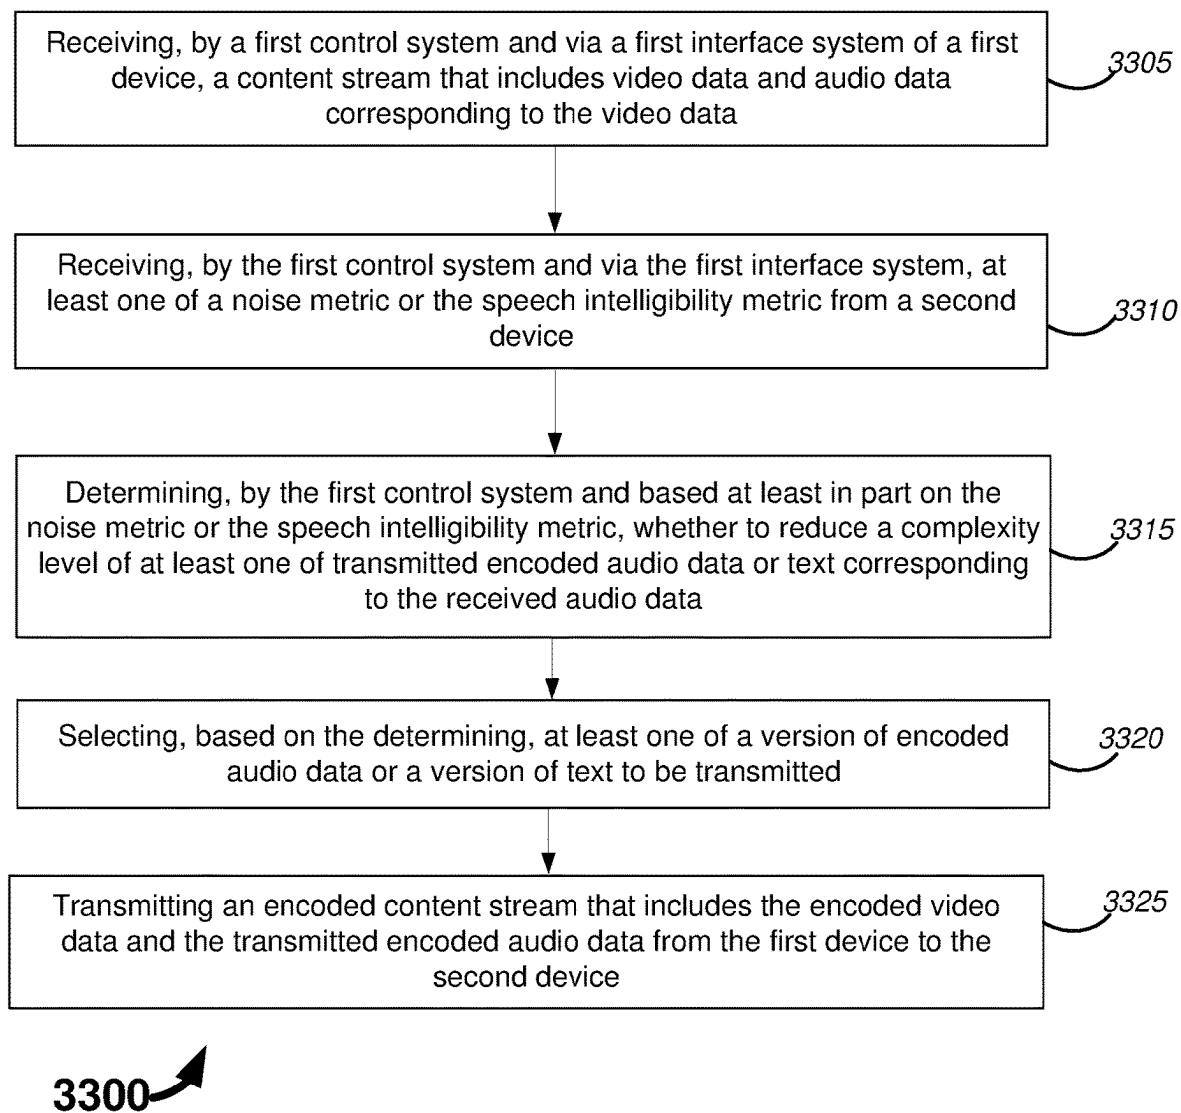 Receiving, by a first control system and via a first interface system of a first
device, a content stream that includes video data and audio data
corresponding to the video data
3305
Receiving, by the first control system and via the first interface system, at
least one of a noise metric or the speech intelligibility metric from a second
device
3310
Determining, by the first control system and based at least in part on the
noise metric or the speech intelligibility metric, whether to reduce a complexity
level of at least one of transmitted encoded audio data or text corresponding
to the received audio data
3315
Selecting, based on the determining, at least one of a version of encoded
audio data or a version of text to be transmitted
3320
Transmitting an encoded content stream that includes the encoded video
data and the transmitted encoded audio data from the first device to the
second device
3325
3300